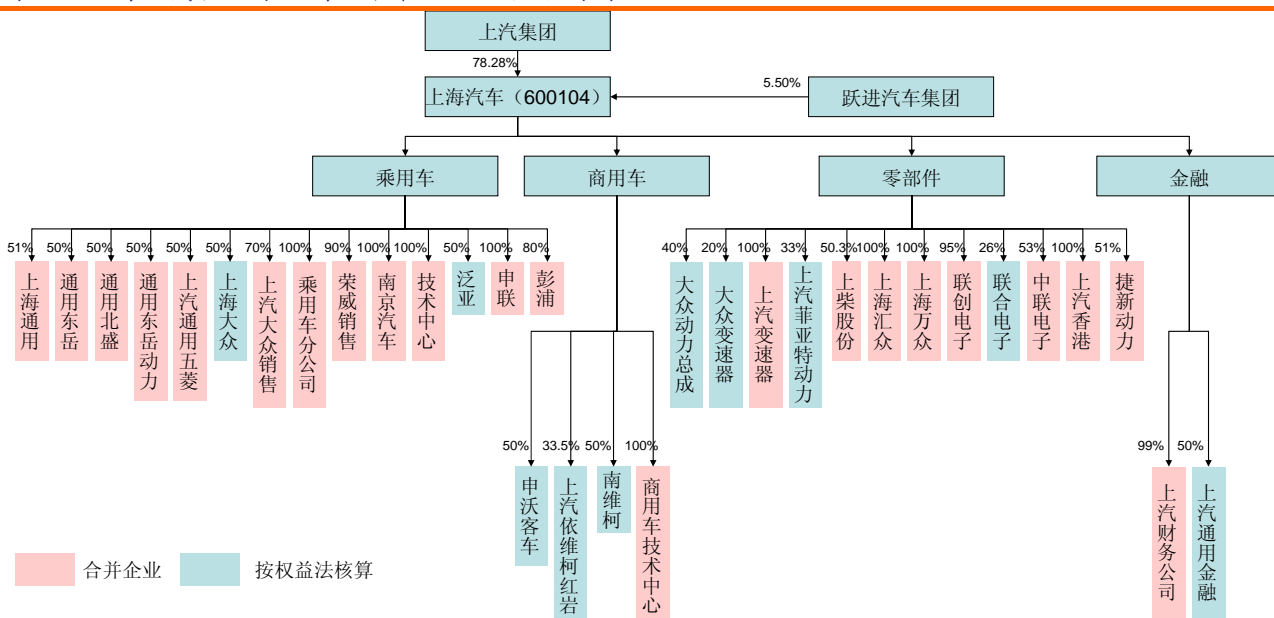 上汽集团
78.28%
上海汽车（600104）
5.50%
跃进汽车集团
乘用车
商用车
零部件
金融
51%
50%
50%
50%
50%
50%
70%
100%
90%
100%
100%
50%
100%
80%
40%
20%
100%
33%
50.3%
100%
100%
95%
26%
53%
100%
51%
上海通用
通用东岳
通用北盛
通用东岳动力
上汽通用五菱
上海大众
上汽大众销售
乘用车分公司
荣威销售
南京汽车
技术中心
泛亚
申联
彭浦
大众动力总成
大众变速器
上汽变速器
上汽菲亚特动力
上柴股份
上海汇众
上海万众
联创电子
联合电子
中联电子
上汽香港
捷新动力
50%
33.5%
50%
100%
99%
50%
申沃客车
上汽依维柯红岩
南维柯
商用车技术中心
上汽财务公司
上汽通用金融
合并企业
按权益法核算